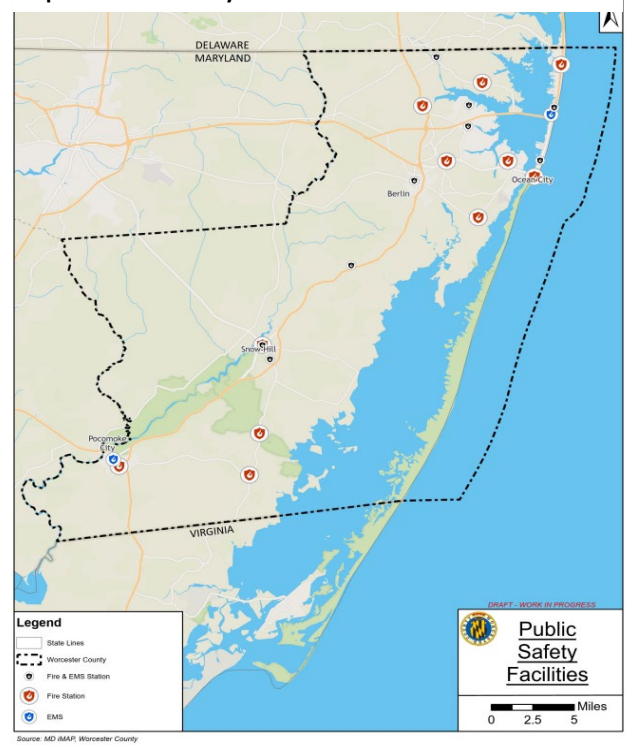 DELAWARE
MARYLAND
Ocean City
Berlin
Snow Hill
Pocomoke
City
VIRGINIA
DRAFT - WORK IN PROGRESS
Legend
State Lines
Worcester County
Fire & EMS Station
Fire Station
EMS
Public
Safety
Facilities
Miles
0 2.5 5
Source: MD iMAP, Worcester County